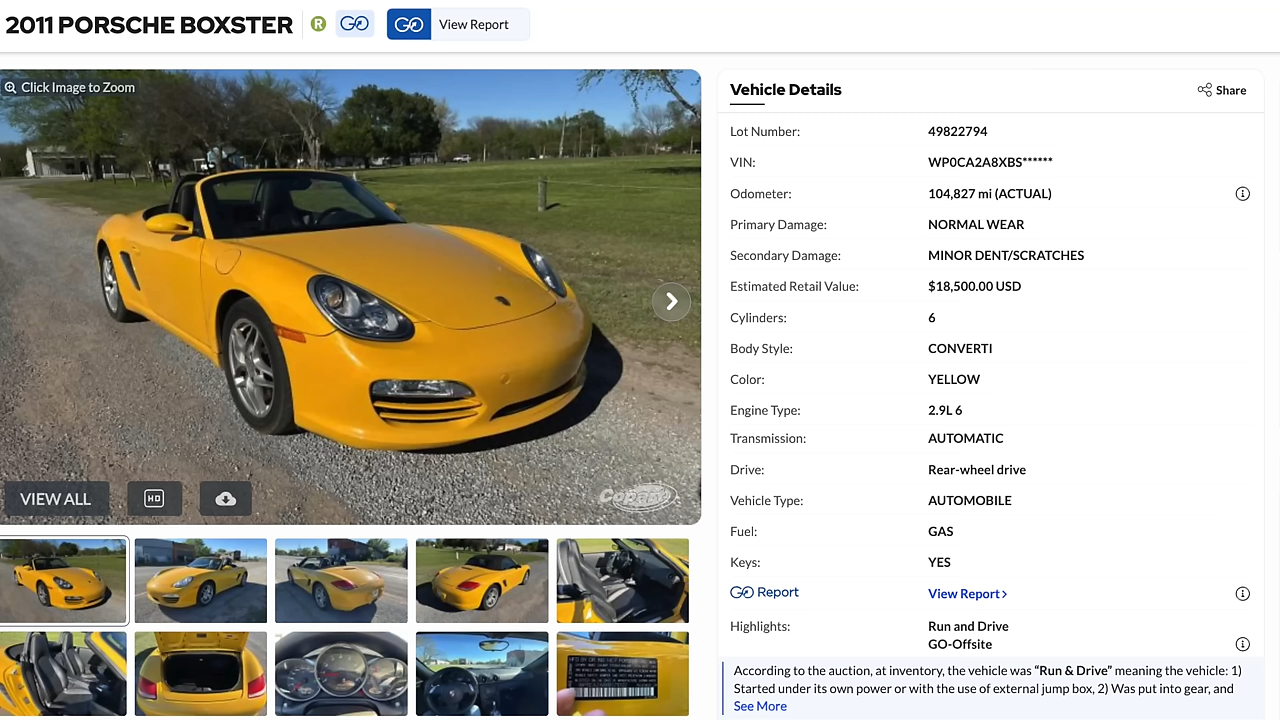 2011 PORSCHE BOXSTER
R
GO
GO View Report
Click Image to Zoom
VIEW ALL
HD
Copart
Vehicle Details
Share
Lot Number: 49822794
VIN: WP0CA2A8XBS******
Odometer: 104,827 mi (ACTUAL)
Primary Damage: NORMAL WEAR
Secondary Damage: MINOR DENT/SCRATCHES
Estimated Retail Value: $18,500.00 USD
Cylinders: 6
Body Style: CONVERTI
Color: YELLOW
Engine Type: 2.9L 6
Transmission: AUTOMATIC
Drive: Rear-wheel drive
Vehicle Type: AUTOMOBILE
Fuel: GAS
Keys: YES
GO Report View Report
Highlights: Run and Drive
GO-Offsite
According to the auction, at inventory, the vehicle was “Run & Drive” meaning the vehicle: 1)
Started under its own power or with the use of external jump box, 2) Was put into gear, and
See More